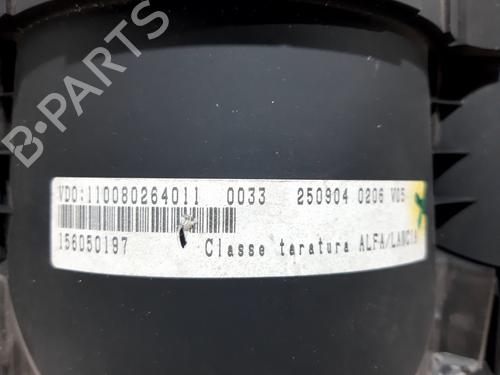 B-PARTS
VDO:110080264011 0033 250904 0206 V05
156050197 Classe taratura ALFA/LANCIA